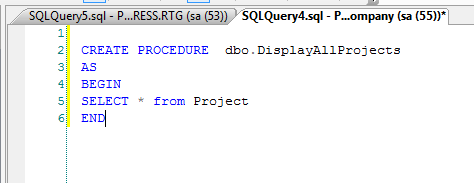 SQLQuery5.sql - P...RESS.RTG (sa (53)) SQLQuery4.sql - P...ompany (sa (55))*
1
2 CREATE PROCEDURE  dbo.DisplayAllProjects
3 AS
4 BEGIN
5 SELECT * from Project
6 END